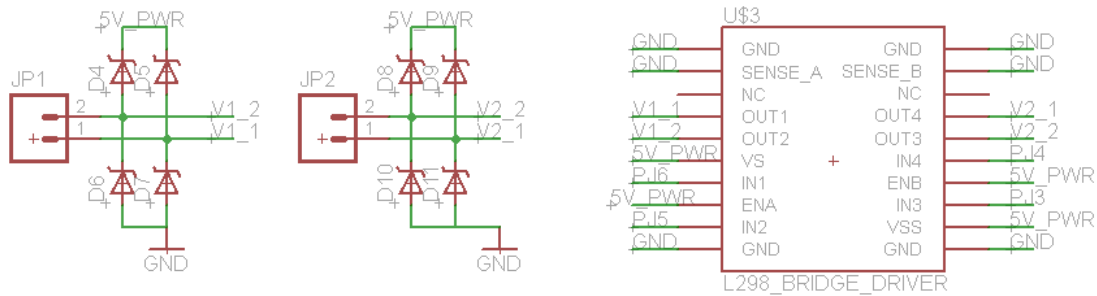 5V_PWR
D4
D5
JP1
2
1
V1_2
V1_1
D6
D7
GND
5V_PWR
D8
D9
JP2
2
1
V2_2
V2_1
D10
D11
GND
U$3
GND GND GND GND
GND SENSE_A SENSE_B GND
NC NC
V1_1 OUT1 OUT4 V2_1
V1_2 OUT2 OUT3 V2_2
5V_PWR VS IN4 PJ4
PJ6 IN1 ENB 5V_PWR
5V_PWR ENA IN3 PJ3
PJ5 IN2 VSS 5V_PWR
GND GND GND GND
L298_BRIDGE_DRIVER